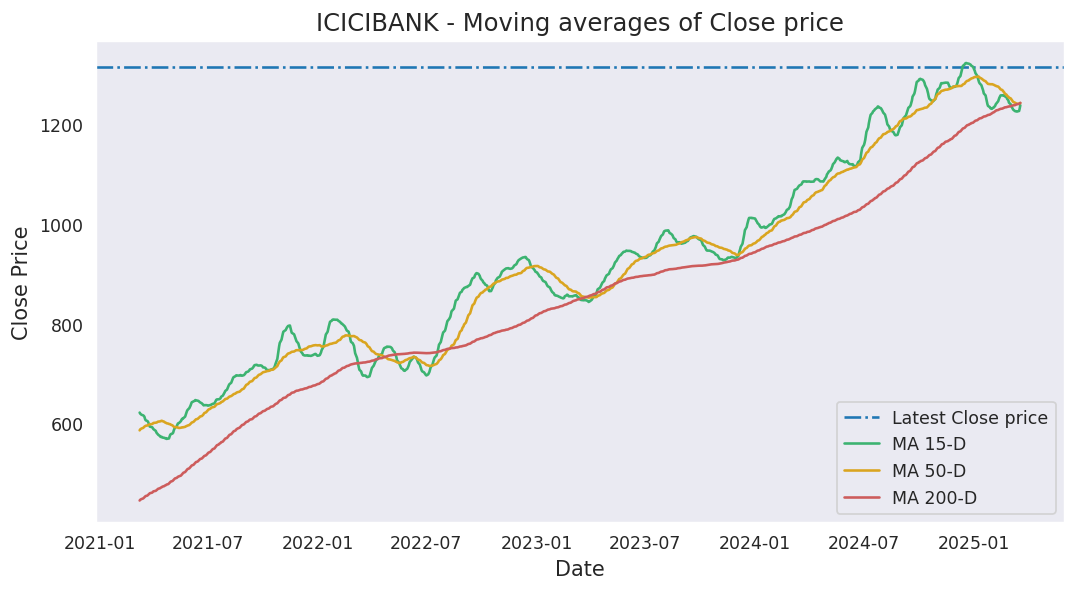 ICICIBANK - Moving averages of Close price
Close Price
1200
1000
800
600
Latest Close price
MA 15-D
MA 50-D
MA 200-D
2021-01 2021-07 2022-01 2022-07 2023-01 2023-07 2024-01 2024-07 2025-01
Date